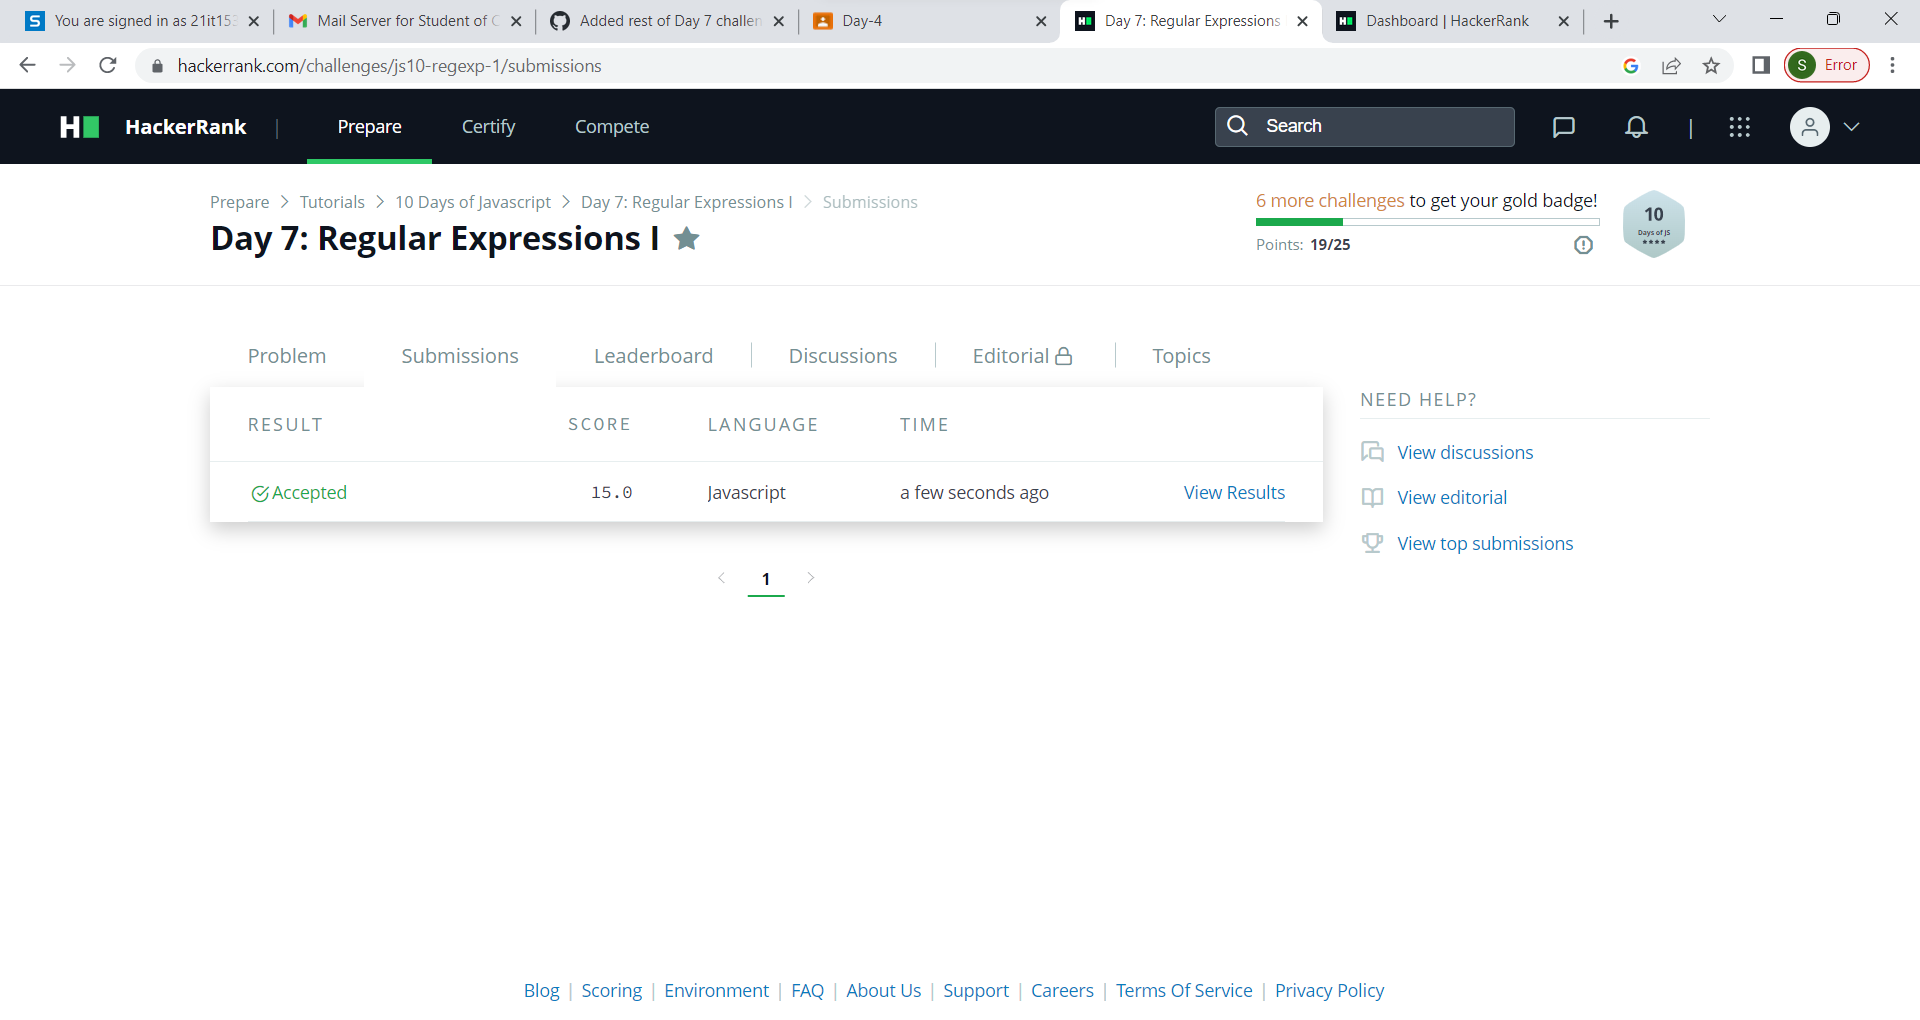 You are signed in as 21it153
Mail Server for Student of C
Added rest of Day 7 challen
Day-4
Day 7: Regular Expressions
Dashboard | HackerRank
hackerrank.com/challenges/js10-regexp-1/submissions
S Error
HackerRank
Prepare
Certify
Compete
Search
Prepare > Tutorials > 10 Days of Javascript > Day 7: Regular Expressions I > Submissions
Day 7: Regular Expressions I
6 more challenges to get your gold badge!
Points: 19/25
10
Days of JS
Problem
Submissions
Leaderboard
Discussions
Editorial
Topics
RESULT SCORE LANGUAGE TIME
Accepted 15.0 Javascript a few seconds ago View Results
1
NEED HELP?
View discussions
View editorial
View top submissions
Blog | Scoring | Environment | FAQ | About Us | Support | Careers | Terms Of Service | Privacy Policy